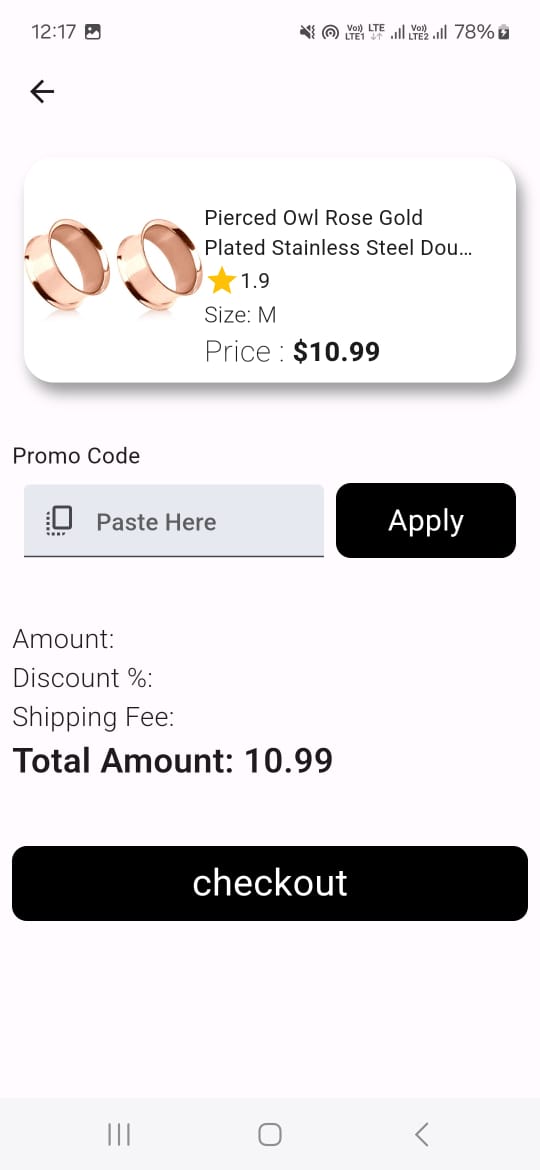 12:17
Vo)) LTE
LTE1
Vo))
LTE2
78%
Pierced Owl Rose Gold
Plated Stainless Steel Dou...
1.9
Size: M
Price : $10.99
Promo Code
Paste Here
Apply
Amount:
Discount %:
Shipping Fee:
Total Amount: 10.99
checkout